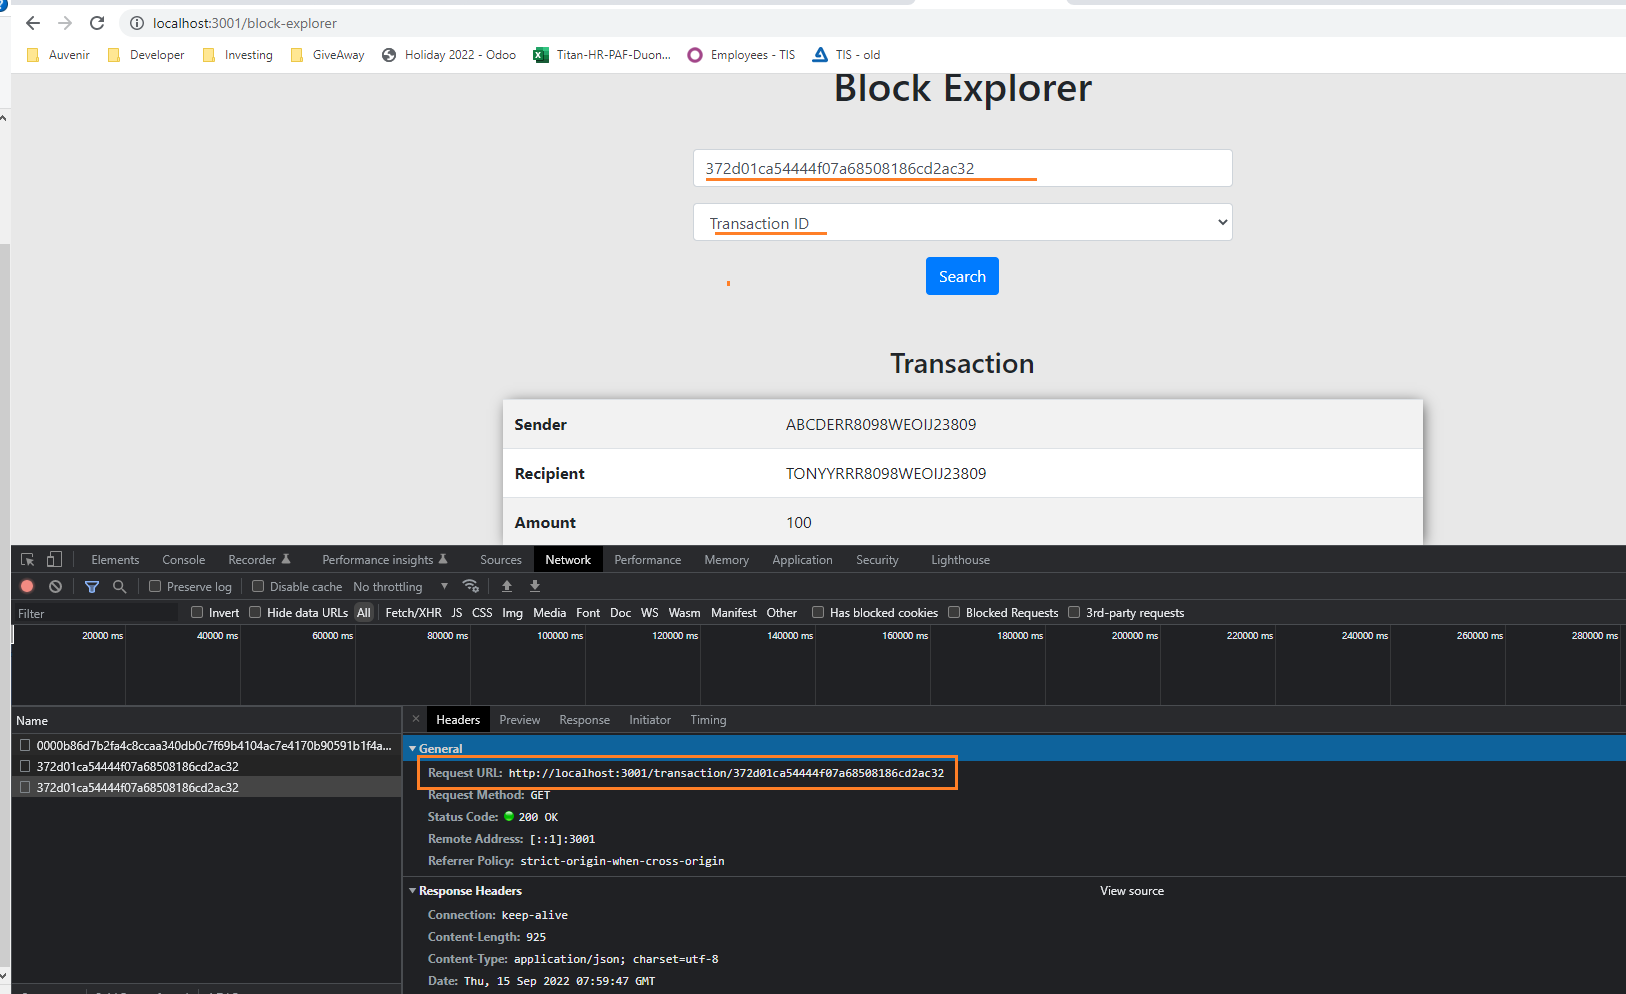 localhost:3001/block-explorer
Auvenir Developer Investing GiveAway Holiday 2022 - Odoo Titan-HR-PAF-Duon... Employees - TIS TIS - old
Block Explorer
372d01ca54444f07a68508186cd2ac32
Transaction ID
Search
Transaction
Sender ABCDERR8098WEOIJ23809
Recipient TONYYRRR8098WEOIJ23809
Amount 100
Elements Console Recorder Performance insights Sources Network Performance Memory Application Security Lighthouse
Preserve log Disable cache No throttling
Filter Invert Hide data URLs All Fetch/XHR JS CSS Img Media Font Doc WS Wasm Manifest Other Has blocked cookies Blocked Requests 3rd-party requests
20000 ms 40000 ms 60000 ms 80000 ms 100000 ms 120000 ms 140000 ms 160000 ms 180000 ms 200000 ms 220000 ms 240000 ms 260000 ms 280000 ms
Name
0000b86d7b2fa4c8ccaa340db0c7f69b4104ac7e4170b90591b1f4a...
372d01ca54444f07a68508186cd2ac32
372d01ca54444f07a68508186cd2ac32
Headers Preview Response Initiator Timing
General
Request URL: http://localhost:3001/transaction/372d01ca54444f07a68508186cd2ac32
Request Method: GET
Status Code: 200 OK
Remote Address: [::1]:3001
Referrer Policy: strict-origin-when-cross-origin
Response Headers View source
Connection: keep-alive
Content-Length: 925
Content-Type: application/json; charset=utf-8
Date: Thu, 15 Sep 2022 07:59:47 GMT